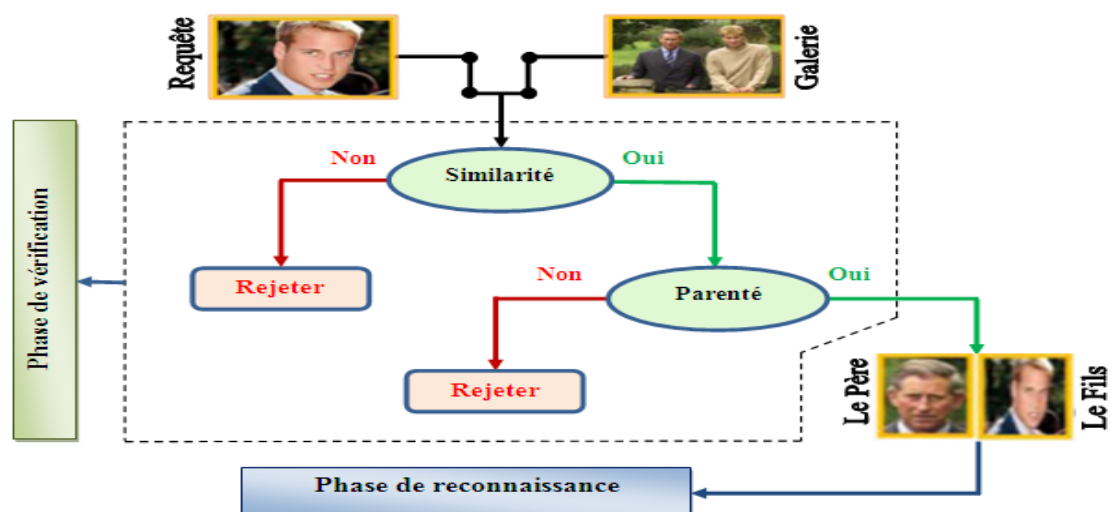 Requête
Galerie
Non
Oui
Similarité
Phase de vérification
Rejeter
Non
Oui
Parenté
Rejeter
Le Père
Le Fils
Phase de reconnaissance